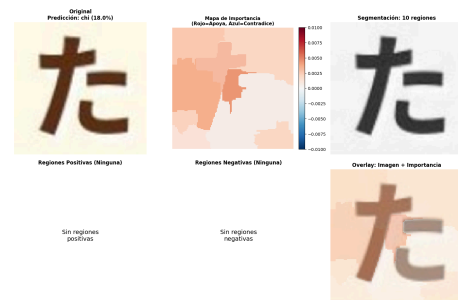 Original
Predicción: chi (18.0%)
た
Mapa de Importancia
(Rojo=Apoya, Azul=Contradice)
0.0100
0.0075
0.0050
0.0025
0.0000
−0.0025
−0.0050
−0.0075
−0.0100
Segmentación: 10 regiones
た
Regiones Positivas (Ninguna)
Sin regiones
positivas
Regiones Negativas (Ninguna)
Sin regiones
negativas
Overlay: Imagen + Importancia
た